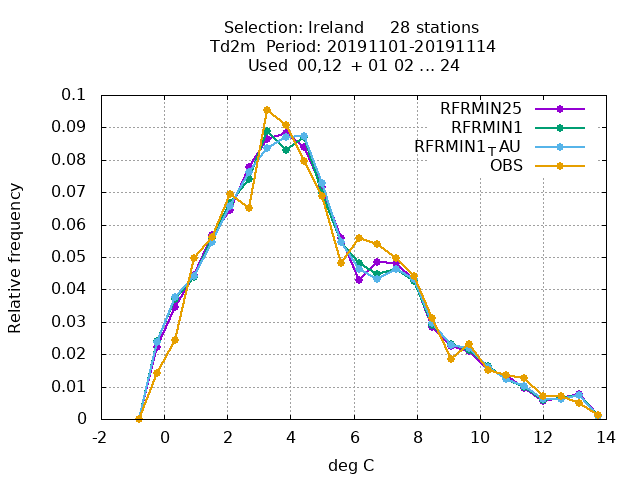 Selection: Ireland 28 stations
Td2m Period: 20191101-20191114
Used 00,12 + 01 02 ... 24
0.1
0.09
0.08
0.07
0.06
0.05
0.04
0.03
0.02
0.01
0
Relative frequency
RFRMIN25
RFRMIN1
RFRMIN1┬AU
OBS
-2 0 2 4 6 8 10 12 14
deg C